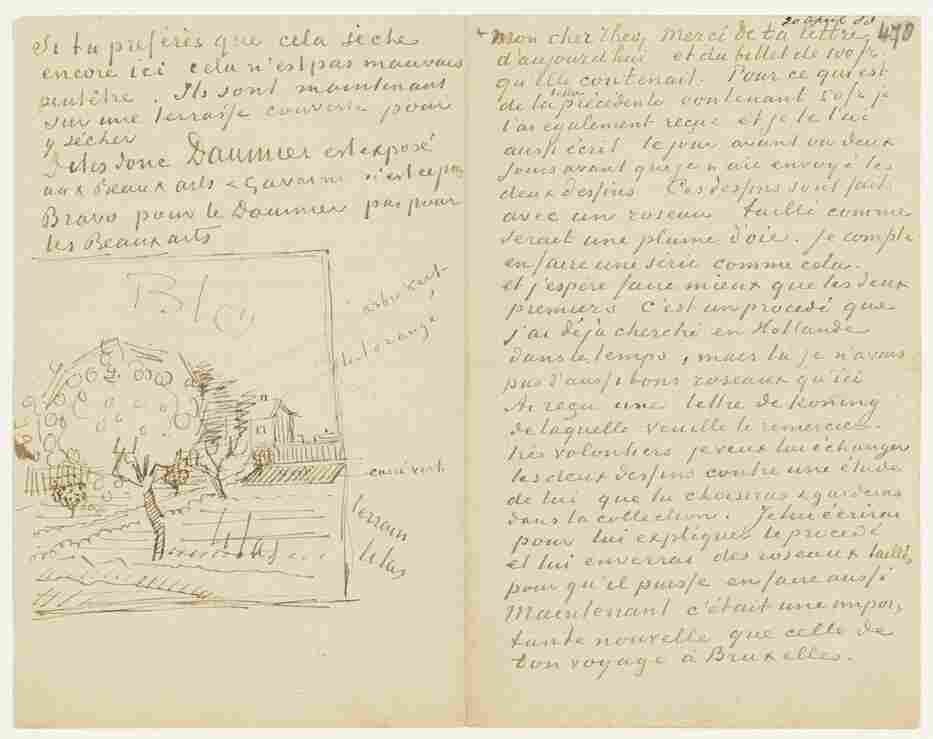 Si tu préfères que cela sèche
encore ici cela n'est pas mauvais
peutêtre. Ils sont maintenant
sur une terrasse couverte pour
y sécher
Dites donc Daumier est exposé
aux Beaux arts & Gavarni n'est ce pas
Bravo pour le Daumier pas pour
les Beaux arts
Bleu
arbre vert
et orangé
carré vert
terrain
lilas
lilas
20 april 88
470
mon cher Theo, Merci de ta lettre
d'aujourd'hui et du billet de 100 fr.
qu'elle contenait. Pour ce qui est
de ta lettre précédente contenant 50 fr je
l'ai également reçue et je te l'ai
aussi écrit le jour avant ou deux
jours avant que je n'aie envoyé les
deux dessins. Ces dessins sont faits
avec un roseau taillé comme
serait une plume d'oie. Je compte
en faire une série comme cela.
et j'espère faire mieux que les deux
premiers. C'est un procédé que
j'ai déjà cherché en Hollande
dans le temps, mais là je n'avais
pas d'aussi bons roseaux qu'ici
Ai reçu une lettre de Koning
de laquelle veuille le remercier.
très volontiers je veux lui échanger
les deux dessins contre une étude
de lui que tu choisiras & garderas
dans ta collection. Je lui écrirai
pour lui expliquer le procédé
et lui enverrai des roseaux taillés
pour qu'il puisse en faire aussi
Maintenant c'était une impor-
tante nouvelle que celle de
ton voyage à Bruxelles.